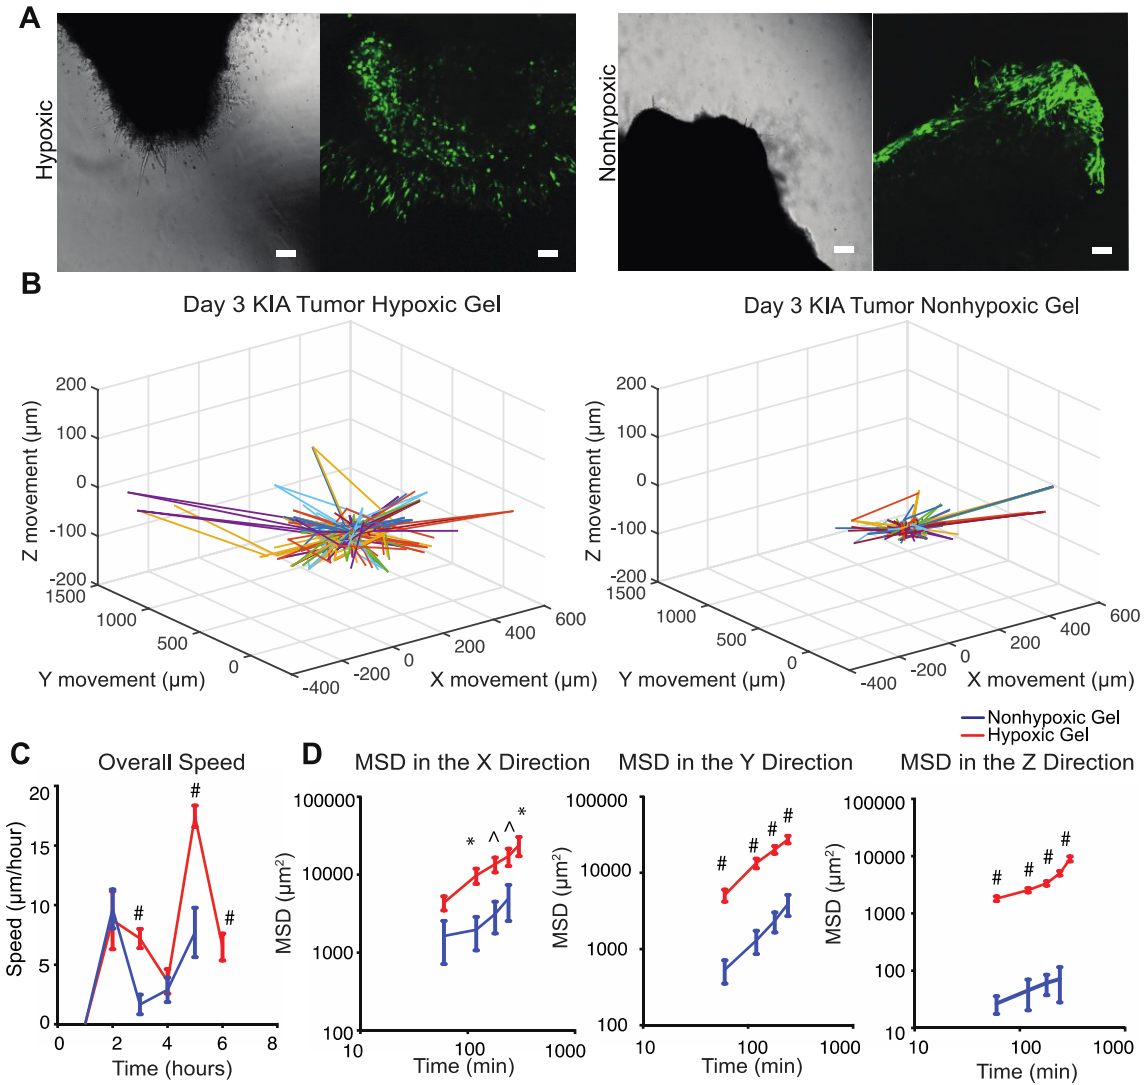 A
Hypoxic
Nonhypoxic
B
Day 3 KIA Tumor Hypoxic Gel
Z movement (µm)
200
100
0
-100
-200
1500
1000
500
0
Y movement (µm)
-400
-200
0
200
400
600
X movement (µm)
Day 3 KIA Tumor Nonhypoxic Gel
Z movement (µm)
200
100
0
-100
-200
1500
1000
500
0
Y movement (µm)
-400
-200
0
200
400
600
X movement (µm)
Nonhypoxic Gel
Hypoxic Gel
C
Overall Speed
Speed (µm/hour)
20
15
10
5
0
# # #
0 2 4 6 8
Time (hours)
D
MSD in the X Direction
MSD (µm²)
100000
10000
1000
100
* ^ ^ *
10 100 1000
Time (min)
MSD in the Y Direction
MSD (µm²)
100000
10000
1000
100
# # # #
10 100 1000
Time (min)
MSD in the Z Direction
MSD (µm²)
100000
10000
1000
100
10
# # # #
10 100 1000
Time (min)